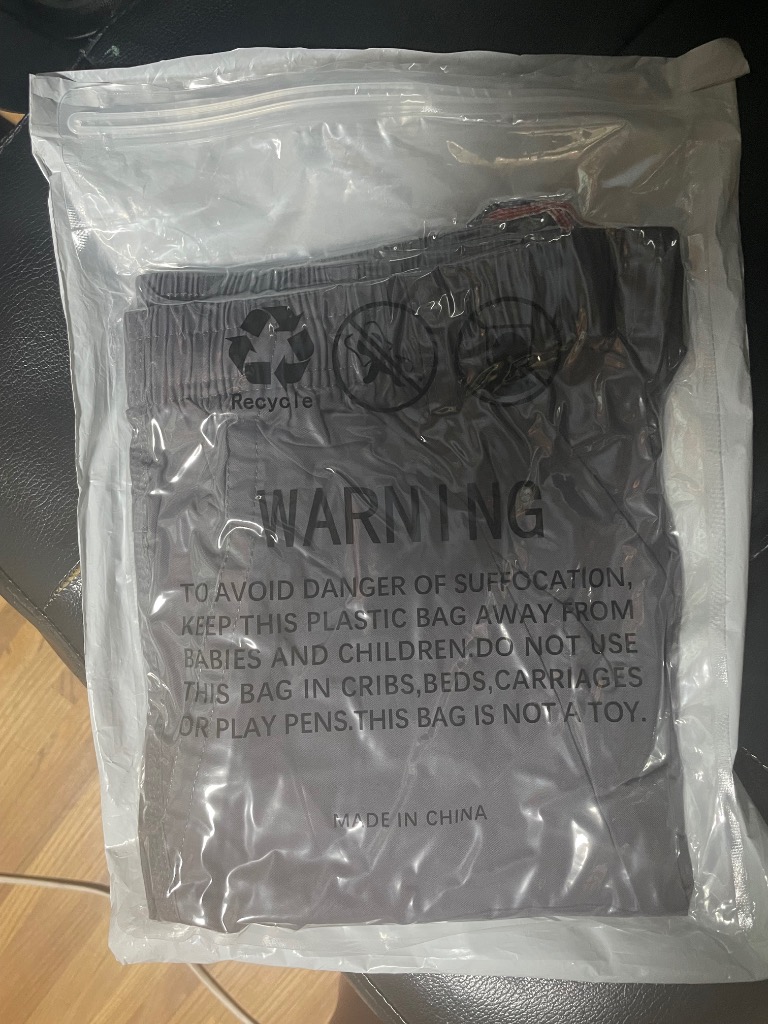 Recycle
WARNING
TO AVOID DANGER OF SUFFOCATION,
KEEP THIS PLASTIC BAG AWAY FROM
BABIES AND CHILDREN.DO NOT USE
THIS BAG IN CRIBS,BEDS,CARRIAGES
OR PLAY PENS.THIS BAG IS NOT A TOY.
MADE IN CHINA